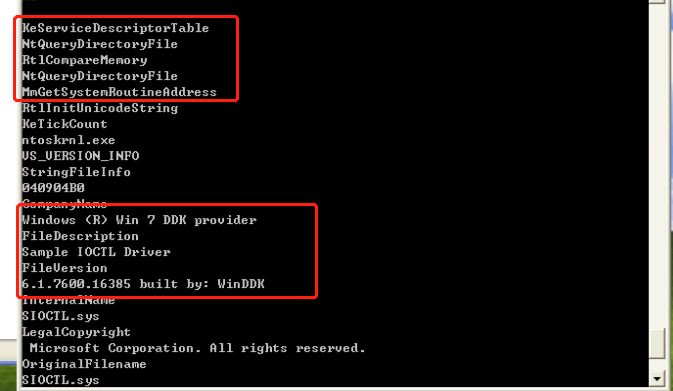 KeServiceDescriptorTable
NtQueryDirectoryFile
RtlCompareMemory
NtQueryDirectoryFile
MmGetSystemRoutineAddress
RtlInitUnicodeString
KeTickCount
ntoskrnl.exe
VS_VERSION_INFO
StringFileInfo
040904B0
CompanyName
Windows (R) Win 7 DDK provider
FileDescription
Sample IOCTL Driver
FileVersion
6.1.7600.16385 built by: WinDDK
InternalName
SIOCTL.sys
LegalCopyright
Microsoft Corporation. All rights reserved.
OriginalFilename
SIOCTL.sys